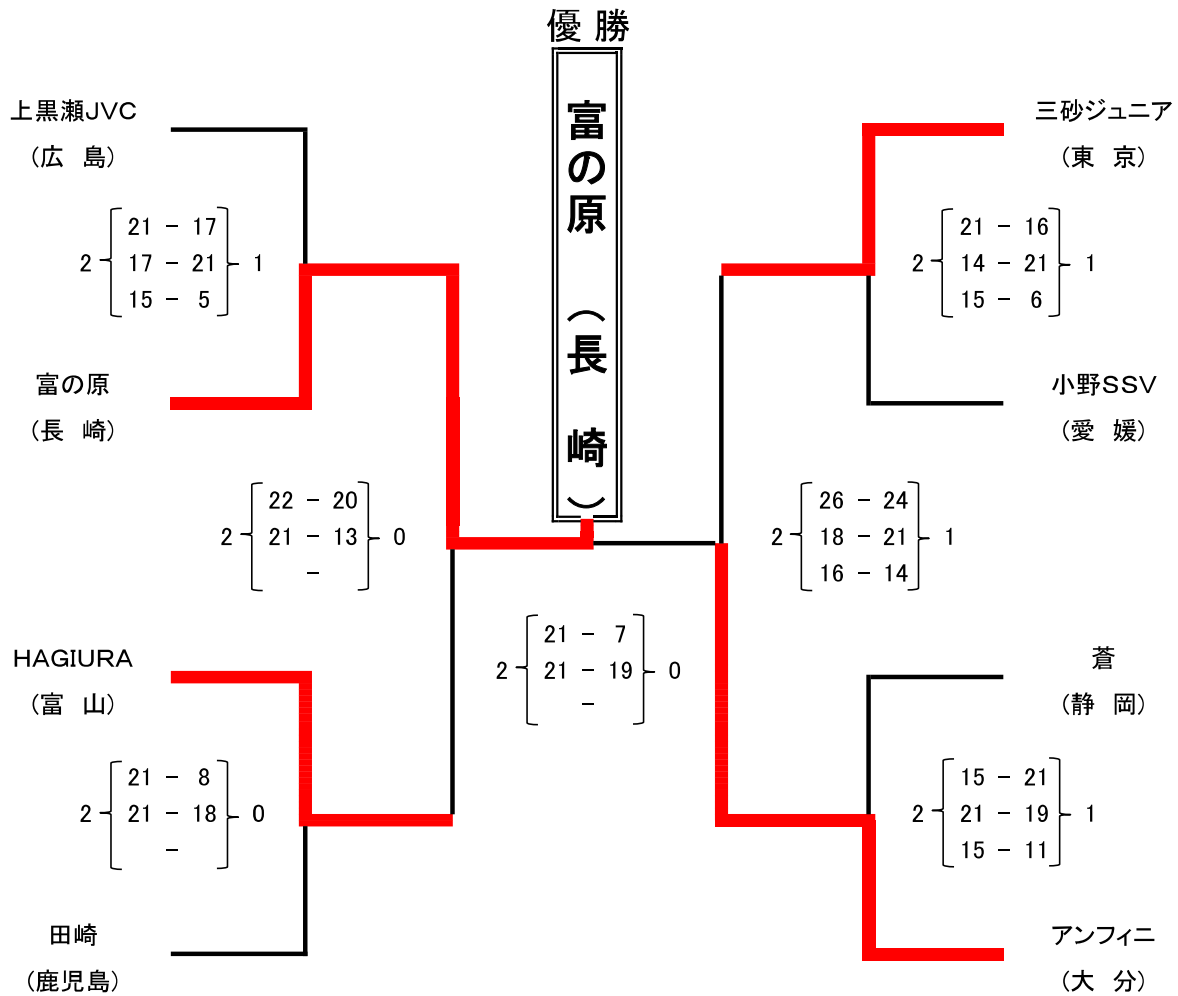 優勝
富の原（長崎）
上黒瀬JVC
（広 島）
21 － 17
2 17 － 21 1
15 － 5
富の原
（長 崎）
22 － 20
2 21 － 13 0
－
HAGIURA
（富 山）
21 － 8
2 21 － 18 0
－
田崎
（鹿児島）
21 － 7
2 21 － 19 0
－
三砂ジュニア
（東 京）
21 － 16
2 14 － 21 1
15 － 6
小野SSV
（愛 媛）
26 － 24
2 18 － 21 1
16 － 14
蒼
（静 岡）
15 － 21
2 21 － 19 1
15 － 11
アンフィニ
（大 分）